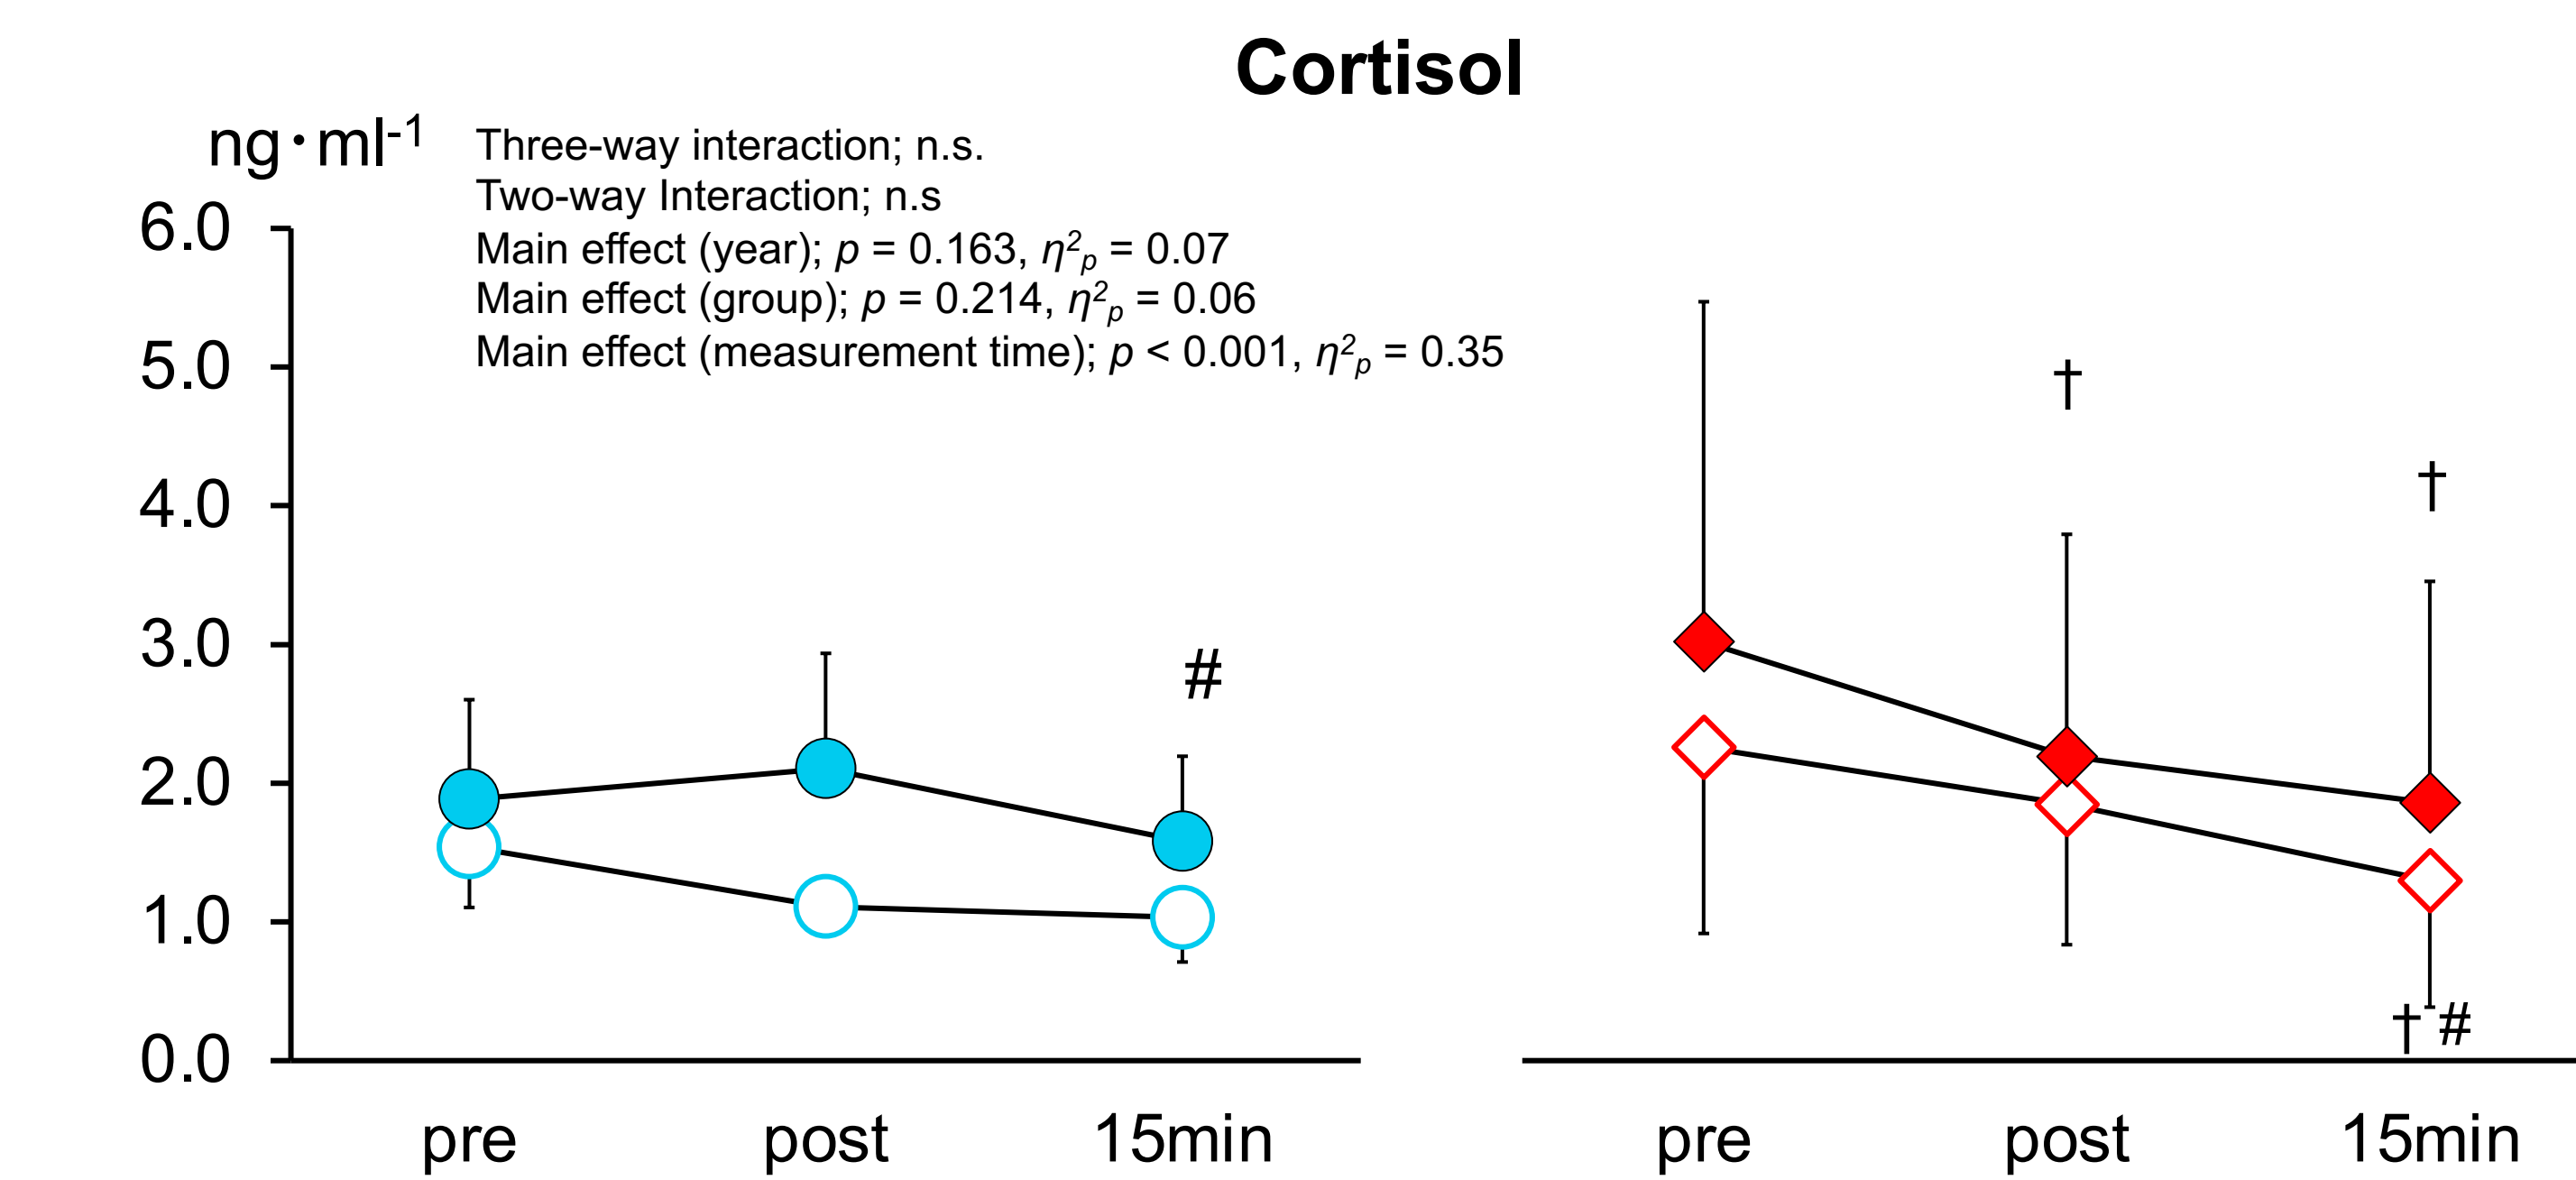 Cortisol
ng・ml-1
Three-way interaction; n.s.
Two-way Interaction; n.s
Main effect (year); p = 0.163, η2p = 0.07
Main effect (group); p = 0.214, η2p = 0.06
Main effect (measurement time); p < 0.001, η2p = 0.35
6.0
5.0
†
4.0
†
3.0
#
2.0
1.0
† #
0.0
pre post 15min pre post 15min